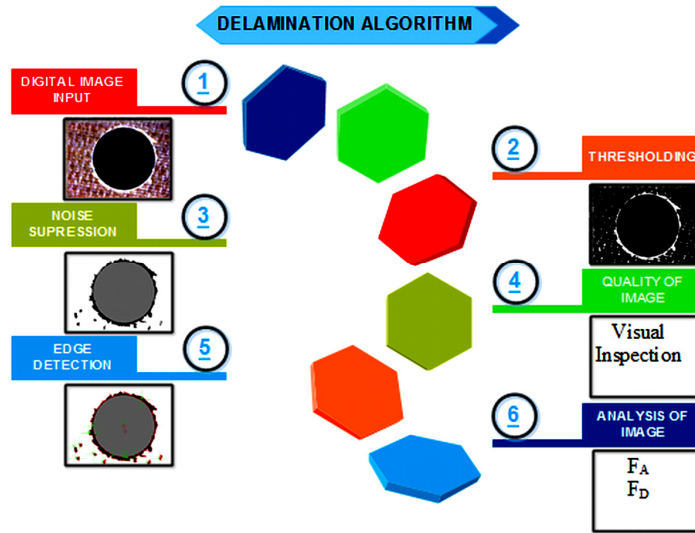 DELAMINATION ALGORITHM
DIGITAL IMAGE
INPUT
1
2
THRESHOLDING
3
NOISE
SUPRESSION
4
QUALITY OF
IMAGE
Visual
Inspection
5
EDGE
DETECTION
6
ANALYSIS OF
IMAGE
FA
FD